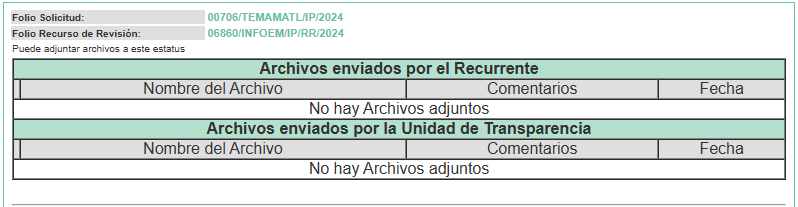 Folio Solicitud: 00706/TEMAMATL/IP/2024
Folio Recurso de Revisión: 06860/INFOEM/IP/RR/2024
Puede adjuntar archivos a este estatus
Archivos enviados por el Recurrente
Nombre del Archivo Comentarios Fecha
No hay Archivos adjuntos
Archivos enviados por la Unidad de Transparencia
Nombre del Archivo Comentarios Fecha
No hay Archivos adjuntos